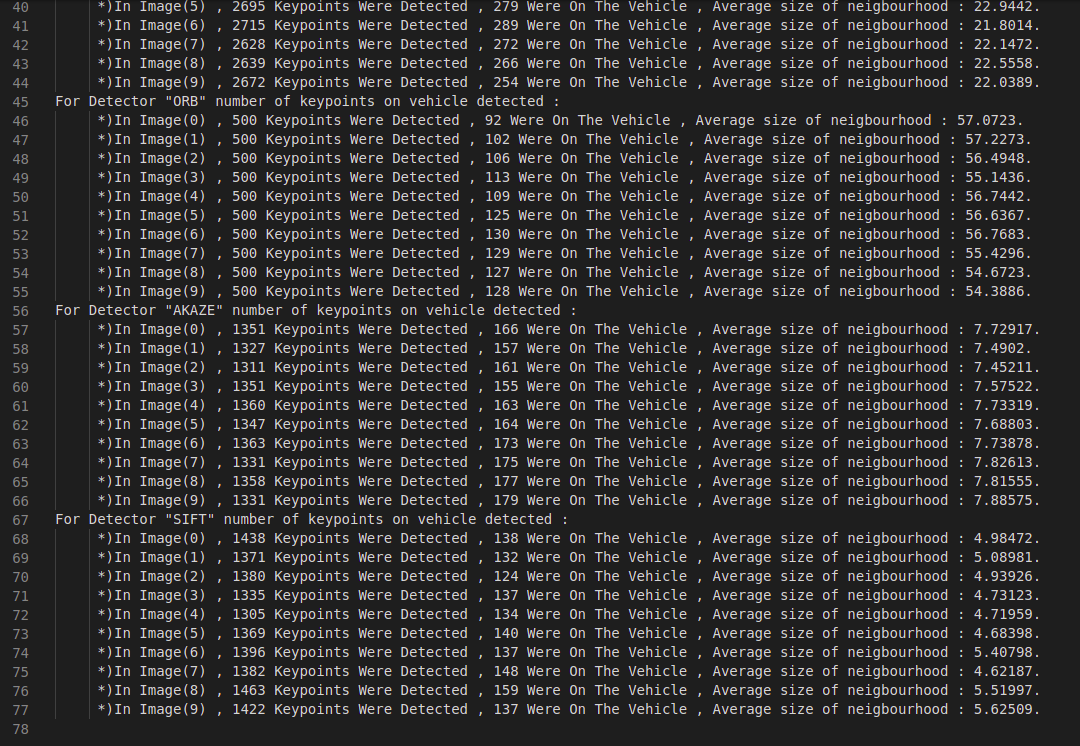 40 *)In Image(5) , 2695 Keypoints Were Detected , 279 Were On The Vehicle , Average size of neigbourhood : 22.9442.
41 *)In Image(6) , 2715 Keypoints Were Detected , 289 Were On The Vehicle , Average size of neigbourhood : 21.8014.
42 *)In Image(7) , 2628 Keypoints Were Detected , 272 Were On The Vehicle , Average size of neigbourhood : 22.1472.
43 *)In Image(8) , 2639 Keypoints Were Detected , 266 Were On The Vehicle , Average size of neigbourhood : 22.5558.
44 *)In Image(9) , 2672 Keypoints Were Detected , 254 Were On The Vehicle , Average size of neigbourhood : 22.0389.
45 For Detector "ORB" number of keypoints on vehicle detected :
46 *)In Image(0) , 500 Keypoints Were Detected , 92 Were On The Vehicle , Average size of neigbourhood : 57.0723.
47 *)In Image(1) , 500 Keypoints Were Detected , 102 Were On The Vehicle , Average size of neigbourhood : 57.2273.
48 *)In Image(2) , 500 Keypoints Were Detected , 106 Were On The Vehicle , Average size of neigbourhood : 56.4948.
49 *)In Image(3) , 500 Keypoints Were Detected , 113 Were On The Vehicle , Average size of neigbourhood : 55.1436.
50 *)In Image(4) , 500 Keypoints Were Detected , 109 Were On The Vehicle , Average size of neigbourhood : 56.7442.
51 *)In Image(5) , 500 Keypoints Were Detected , 125 Were On The Vehicle , Average size of neigbourhood : 56.6367.
52 *)In Image(6) , 500 Keypoints Were Detected , 130 Were On The Vehicle , Average size of neigbourhood : 56.7683.
53 *)In Image(7) , 500 Keypoints Were Detected , 129 Were On The Vehicle , Average size of neigbourhood : 55.4296.
54 *)In Image(8) , 500 Keypoints Were Detected , 127 Were On The Vehicle , Average size of neigbourhood : 54.6723.
55 *)In Image(9) , 500 Keypoints Were Detected , 128 Were On The Vehicle , Average size of neigbourhood : 54.3886.
56 For Detector "AKAZE" number of keypoints on vehicle detected :
57 *)In Image(0) , 1351 Keypoints Were Detected , 166 Were On The Vehicle , Average size of neigbourhood : 7.72917.
58 *)In Image(1) , 1327 Keypoints Were Detected , 157 Were On The Vehicle , Average size of neigbourhood : 7.4902.
59 *)In Image(2) , 1311 Keypoints Were Detected , 161 Were On The Vehicle , Average size of neigbourhood : 7.45211.
60 *)In Image(3) , 1351 Keypoints Were Detected , 155 Were On The Vehicle , Average size of neigbourhood : 7.57522.
61 *)In Image(4) , 1360 Keypoints Were Detected , 163 Were On The Vehicle , Average size of neigbourhood : 7.73319.
62 *)In Image(5) , 1347 Keypoints Were Detected , 164 Were On The Vehicle , Average size of neigbourhood : 7.68803.
63 *)In Image(6) , 1363 Keypoints Were Detected , 173 Were On The Vehicle , Average size of neigbourhood : 7.73878.
64 *)In Image(7) , 1331 Keypoints Were Detected , 175 Were On The Vehicle , Average size of neigbourhood : 7.82613.
65 *)In Image(8) , 1358 Keypoints Were Detected , 177 Were On The Vehicle , Average size of neigbourhood : 7.81555.
66 *)In Image(9) , 1331 Keypoints Were Detected , 179 Were On The Vehicle , Average size of neigbourhood : 7.88575.
67 For Detector "SIFT" number of keypoints on vehicle detected :
68 *)In Image(0) , 1438 Keypoints Were Detected , 138 Were On The Vehicle , Average size of neigbourhood : 4.98472.
69 *)In Image(1) , 1371 Keypoints Were Detected , 132 Were On The Vehicle , Average size of neigbourhood : 5.08981.
70 *)In Image(2) , 1380 Keypoints Were Detected , 124 Were On The Vehicle , Average size of neigbourhood : 4.93926.
71 *)In Image(3) , 1335 Keypoints Were Detected , 137 Were On The Vehicle , Average size of neigbourhood : 4.73123.
72 *)In Image(4) , 1305 Keypoints Were Detected , 134 Were On The Vehicle , Average size of neigbourhood : 4.71959.
73 *)In Image(5) , 1369 Keypoints Were Detected , 140 Were On The Vehicle , Average size of neigbourhood : 4.68398.
74 *)In Image(6) , 1396 Keypoints Were Detected , 137 Were On The Vehicle , Average size of neigbourhood : 5.40798.
75 *)In Image(7) , 1382 Keypoints Were Detected , 148 Were On The Vehicle , Average size of neigbourhood : 4.62187.
76 *)In Image(8) , 1463 Keypoints Were Detected , 159 Were On The Vehicle , Average size of neigbourhood : 5.51997.
77 *)In Image(9) , 1422 Keypoints Were Detected , 137 Were On The Vehicle , Average size of neigbourhood : 5.62509.
78